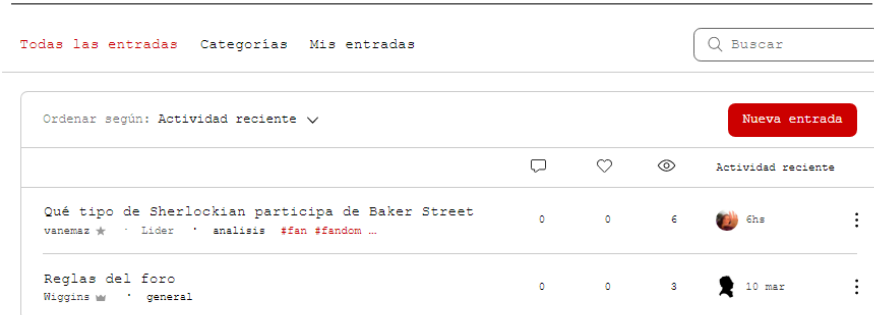 Todas las entradas Categorías Mis entradas Buscar
Ordenar según: Actividad reciente Nueva entrada
Actividad reciente
Qué tipo de Sherlockian participa de Baker Street 0 0 6 6hs
vanemaz · Lider · analisis #fan #fandom …
Reglas del foro 0 0 3 10 mar
Wiggins · general